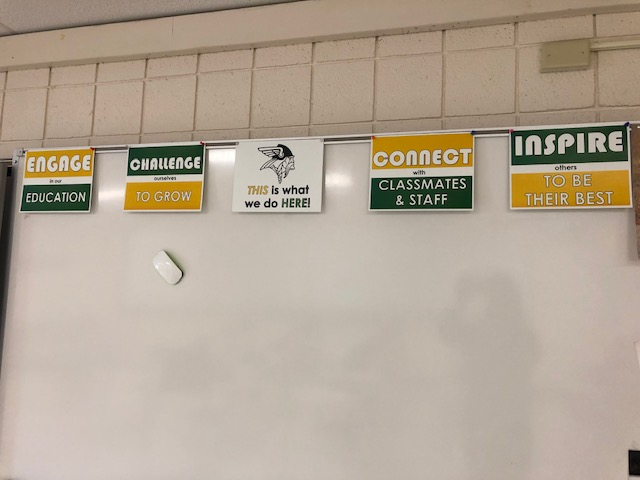 ENGAGE
in our
EDUCATION
CHALLENGE
ourselves
TO GROW
THIS is what
we do HERE!
CONNECT
with
CLASSMATES
& STAFF
INSPIRE
others
TO BE
THEIR BEST